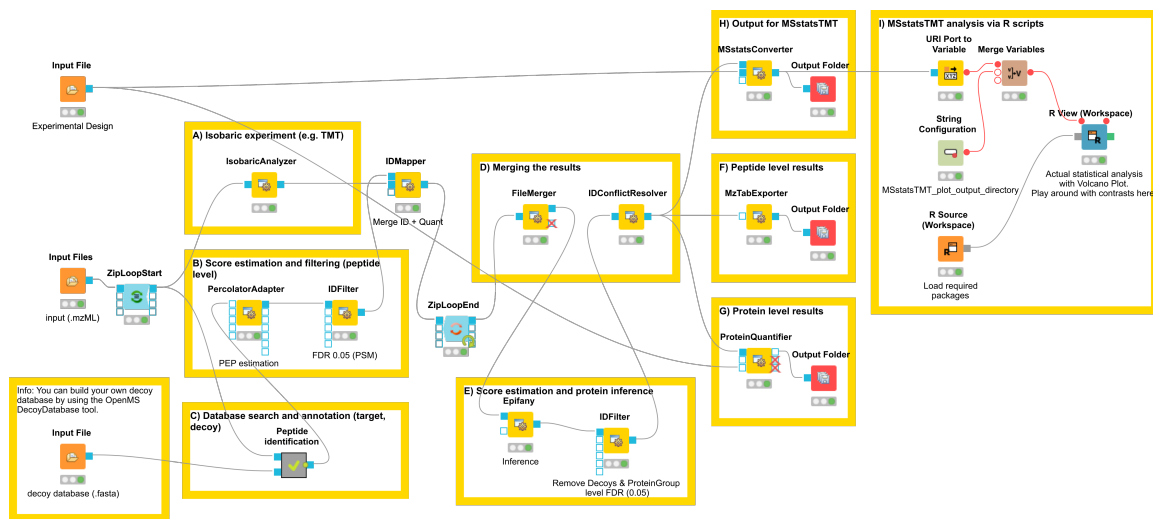 Input File
Experimental Design
A) Isobaric experiment (e.g. TMT)
IsobaricAnalyzer
IDMapper
Merge ID + Quant
Input Files
input (.mzML)
ZipLoopStart
B) Score estimation and filtering (peptide
level)
PercolatorAdapter
PEP estimation
IDFilter
FDR 0.05 (PSM)
ZipLoopEnd
Info: You can build your own decoy
database by using the OpenMS
DecoyDatabase tool.
Input File
decoy database (.fasta)
C) Database search and annotation (target,
decoy)
Peptide
identification
D) Merging the results
FileMerger
IDConflictResolver
E) Score estimation and protein inference
Epifany
Inference
IDFilter
Remove Decoys & ProteinGroup
level FDR (0.05)
H) Output for MSstatsTMT
MSstatsConverter
Output Folder
F) Peptide level results
MzTabExporter
Output Folder
G) Protein level results
ProteinQuantifier
Output Folder
I) MSstatsTMT analysis via R scripts
URI Port to
Variable
Merge Variables
String
Configuration
MSstatsTMT_plot_output_directory
R View (Workspace)
Actual statistical analysis
with Volcano Plot.
Play around with contrasts here
R Source
(Workspace)
Load required
packages